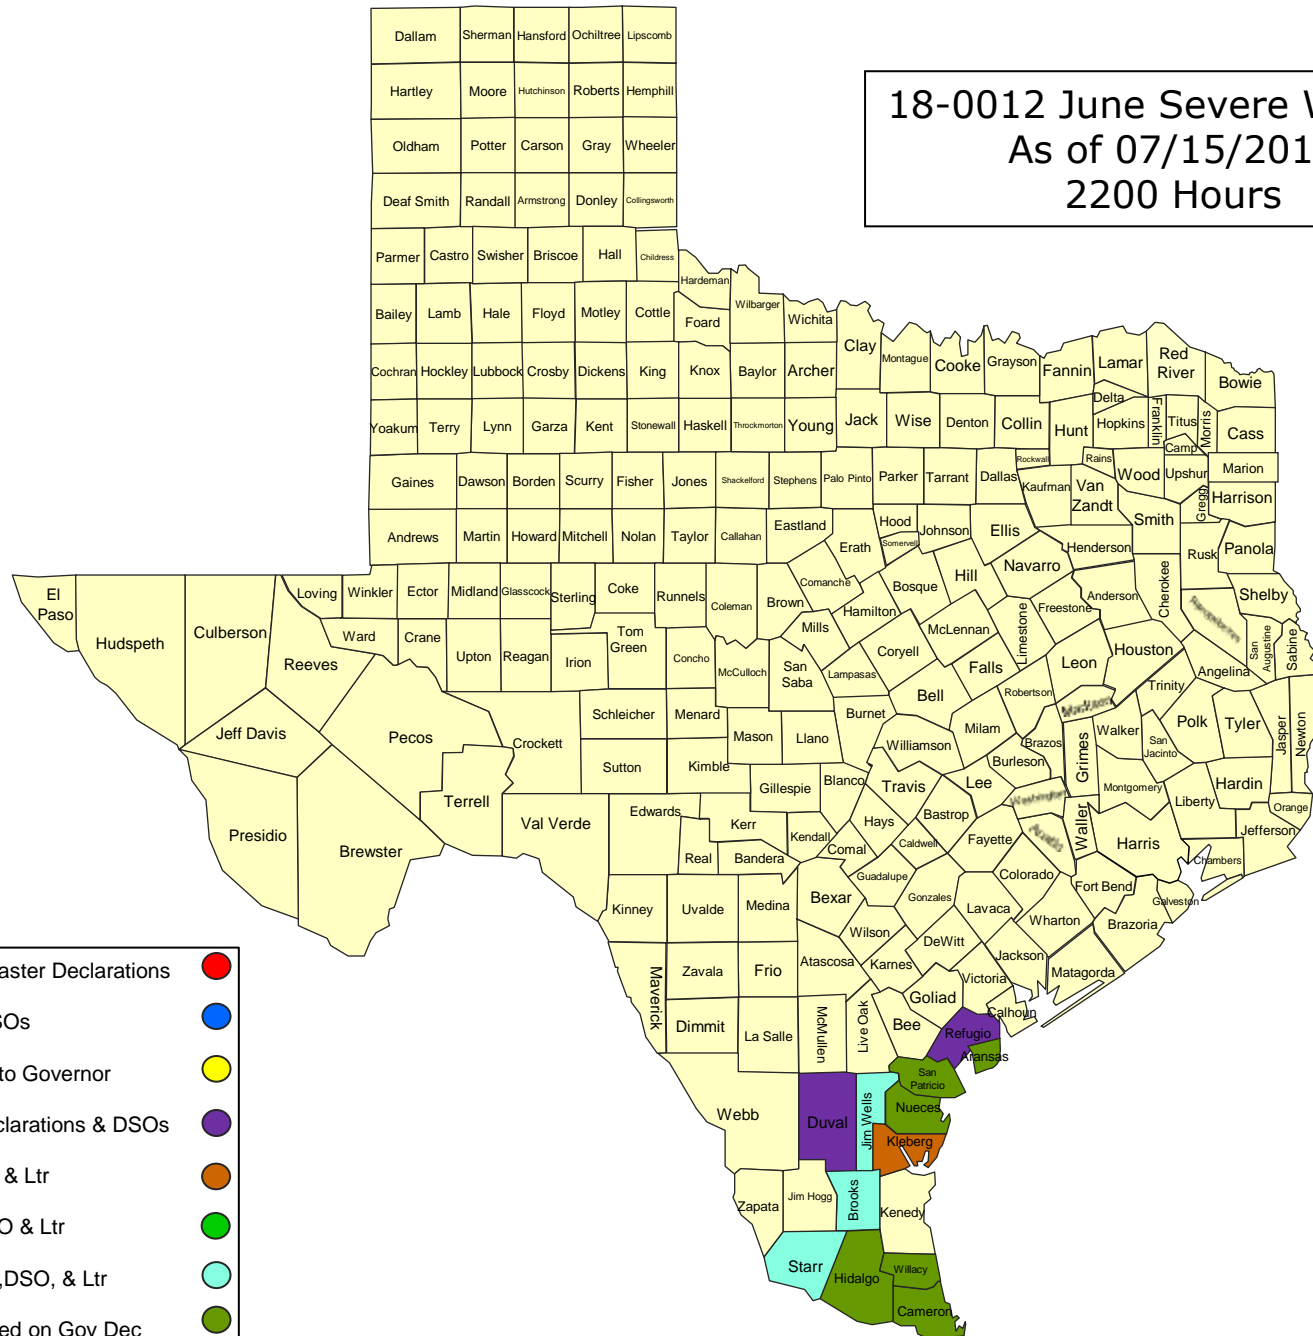 Dallam Sherman Hansford Ochiltree Lipscomb
Hartley Moore Hutchinson Roberts Hemphill
18-0012 June Severe
As of 07/15/201
2200 Hours
Oldham Potter Carson Gray Wheeler
Deaf Smith Randall Armstrong Donley Collingsworth
Parmer Castro Swisher Briscoe Hall Childress
Hardeman
Bailey Lamb Hale Floyd Motley Cottle Foard Wilbarger Wichita
Clay Montague Cooke Grayson Fannin Lamar Red River Bowie
Cochran Hockley Lubbock Crosby Dickens King Knox Baylor Archer
Delta
Yoakum Terry Lynn Garza Kent Stonewall Haskell Throckmorton Young Jack Wise Denton Collin Hunt Hopkins Franklin Titus Morris Cass
Camp
Gaines Dawson Borden Scurry Fisher Jones Shackelford Stephens Palo Pinto Parker Tarrant Dallas Rockwall Kaufman Rains Van Zandt Wood Upshur Marion
Gregg Harrison
Andrews Martin Howard Mitchell Nolan Taylor Callahan Eastland Erath Hood Somervell Johnson Ellis Henderson Smith Rusk Panola
El Paso Hudspeth Culberson Reeves Loving Winkler Ector Midland Glasscock Sterling Coke Runnels Coleman Brown Comanche Hamilton Bosque Hill Navarro Freestone Anderson Cherokee Shelby
Ward Crane Upton Reagan Irion Tom Green Concho McCulloch San Saba Mills Lampasas Coryell McLennan Limestone Falls Leon Houston Angelina San Augustine Sabine
Jeff Davis Pecos Crockett Schleicher Menard Mason Llano Burnet Bell Milam Robertson Brazos Trinity Walker San Jacinto Polk Tyler Jasper Newton
Presidio Brewster Terrell Val Verde Sutton Kimble Gillespie Blanco Williamson Travis Lee Burleson Washington Grimes Montgomery Liberty Hardin Orange
Edwards Kerr Kendall Hays Comal Caldwell Bastrop Fayette Waller Harris Jefferson Chambers
Real Bandera Guadalupe Gonzales Colorado Fort Bend Galveston
Kinney Uvalde Medina Bexar Wilson Lavaca Wharton Brazoria
Maverick Zavala Frio Atascosa Karnes DeWitt Jackson Matagorda
Dimmit La Salle McMullen Live Oak Bee Goliad Victoria Calhoun
Refugio Aransas
San Patricio
Webb Duval Jim Wells Nueces
Kleberg
Zapata Jim Hogg Brooks Kenedy
Starr Hidalgo Willacy
Cameron
aster Declarations
SOs
to Governor
clarations & DSOs
& Ltr
O & Ltr
,DSO, & Ltr
ed on Gov Dec